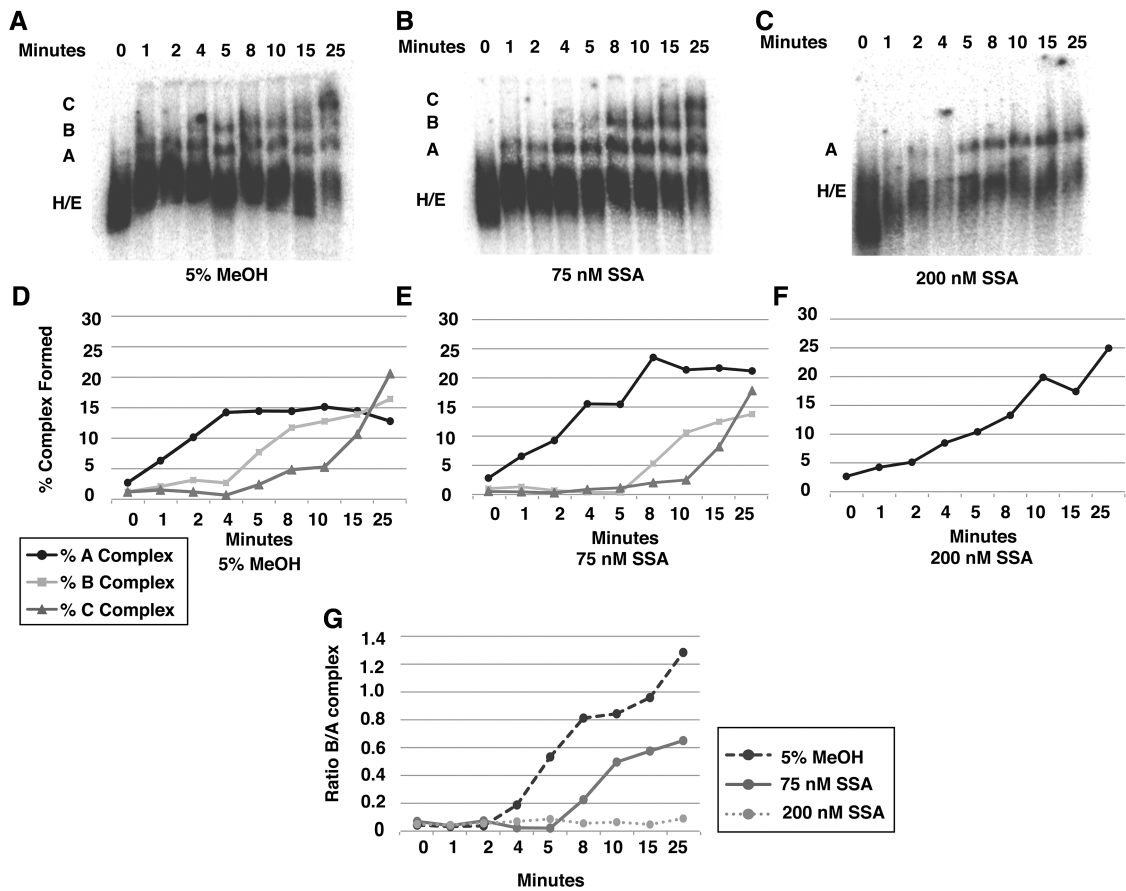 A
Minutes 0 1 2 4 5 8 10 15 25
C
B
A
H/E
5% MeOH
B
Minutes 0 1 2 4 5 8 10 15 25
C
B
A
H/E
75 nM SSA
C
Minutes 0 1 2 4 5 8 10 15 25
A
H/E
200 nM SSA
D
% Complex Formed
30
25
20
15
10
5
0
0 1 2 4 5 8 10 15 25
Minutes
5% MeOH
% A Complex
% B Complex
% C Complex
E
30
25
20
15
10
5
0
0 1 2 4 5 8 10 15 25
Minutes
75 nM SSA
F
30
25
20
15
10
5
0
0 1 2 4 5 8 10 15 25
Minutes
200 nM SSA
G
Ratio B/A complex
1.4
1.2
1.0
0.8
0.6
0.4
0.2
0
0 1 2 4 5 8 10 15 25
Minutes
5% MeOH
75 nM SSA
200 nM SSA